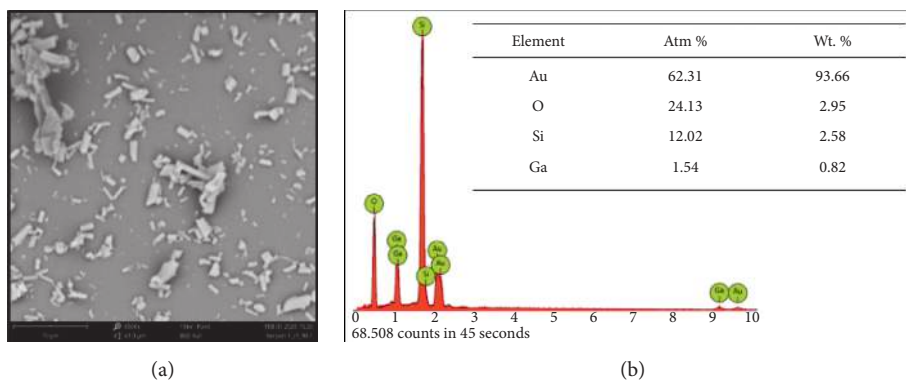 Si
O
Ga
Ga
Si
Au
Au
Ga
Au
Element Atm % Wt. %
Au 62.31 93.66
O 24.13 2.95
Si 12.02 2.58
Ga 1.54 0.82
0 1 2 3 4 5 6 7 8 9 10
68.508 counts in 45 seconds
(a) (b)